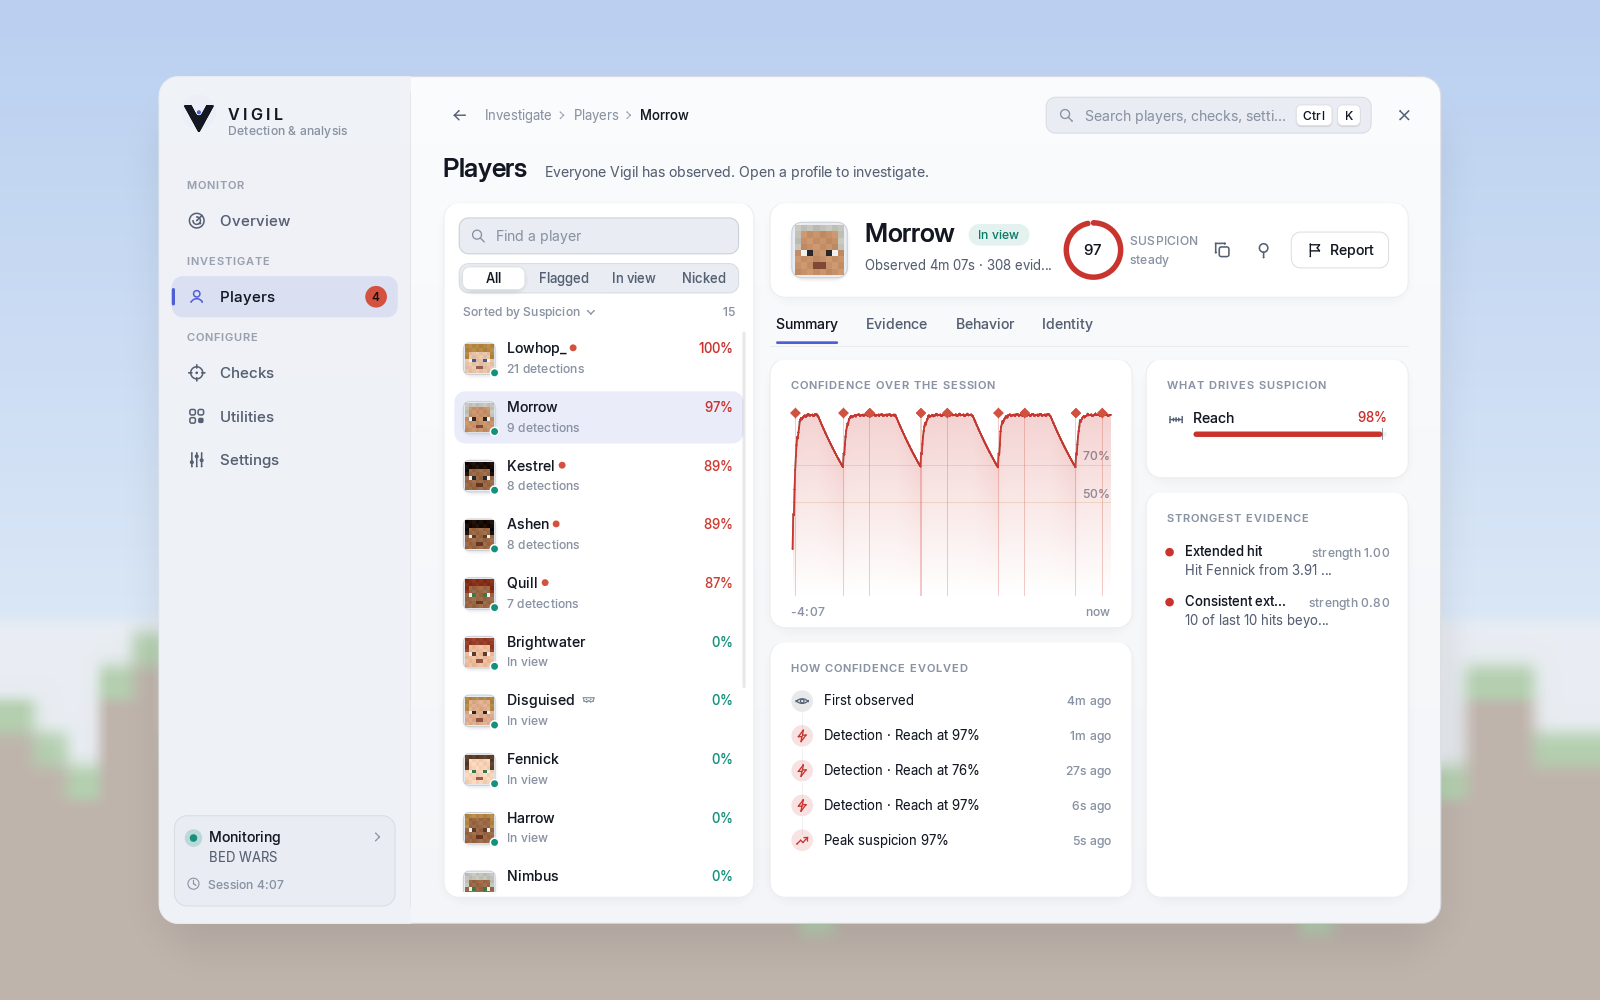 VIGIL
Detection & analysis
MONITOR
Overview
INVESTIGATE
Players
4
CONFIGURE
Checks
Utilities
Settings
Monitoring
BED WARS
Session 4:07
Investigate
Players
Morrow
Search players, checks, setti...
Ctrl
K
Players
Everyone Vigil has observed. Open a profile to investigate.
Find a player
All
Flagged
In view
Nicked
Sorted by Suspicion
15
Lowhop_
100%
21 detections
Morrow
97%
9 detections
Kestrel
89%
8 detections
Ashen
89%
8 detections
Quill
87%
7 detections
Brightwater
0%
In view
Disguised
0%
In view
Fennick
0%
In view
Harrow
0%
In view
Nimbus
0%
Morrow
In view
Observed 4m 07s · 308 evid...
97
SUSPICION
steady
Report
Summary
Evidence
Behavior
Identity
CONFIDENCE OVER THE SESSION
70%
50%
-4:07
now
HOW CONFIDENCE EVOLVED
First observed
4m ago
Detection · Reach at 97%
1m ago
Detection · Reach at 76%
27s ago
Detection · Reach at 97%
6s ago
Peak suspicion 97%
5s ago
WHAT DRIVES SUSPICION
Reach
98%
STRONGEST EVIDENCE
Extended hit
strength 1.00
Hit Fennick from 3.91 ...
Consistent ext...
strength 0.80
10 of last 10 hits beyo...